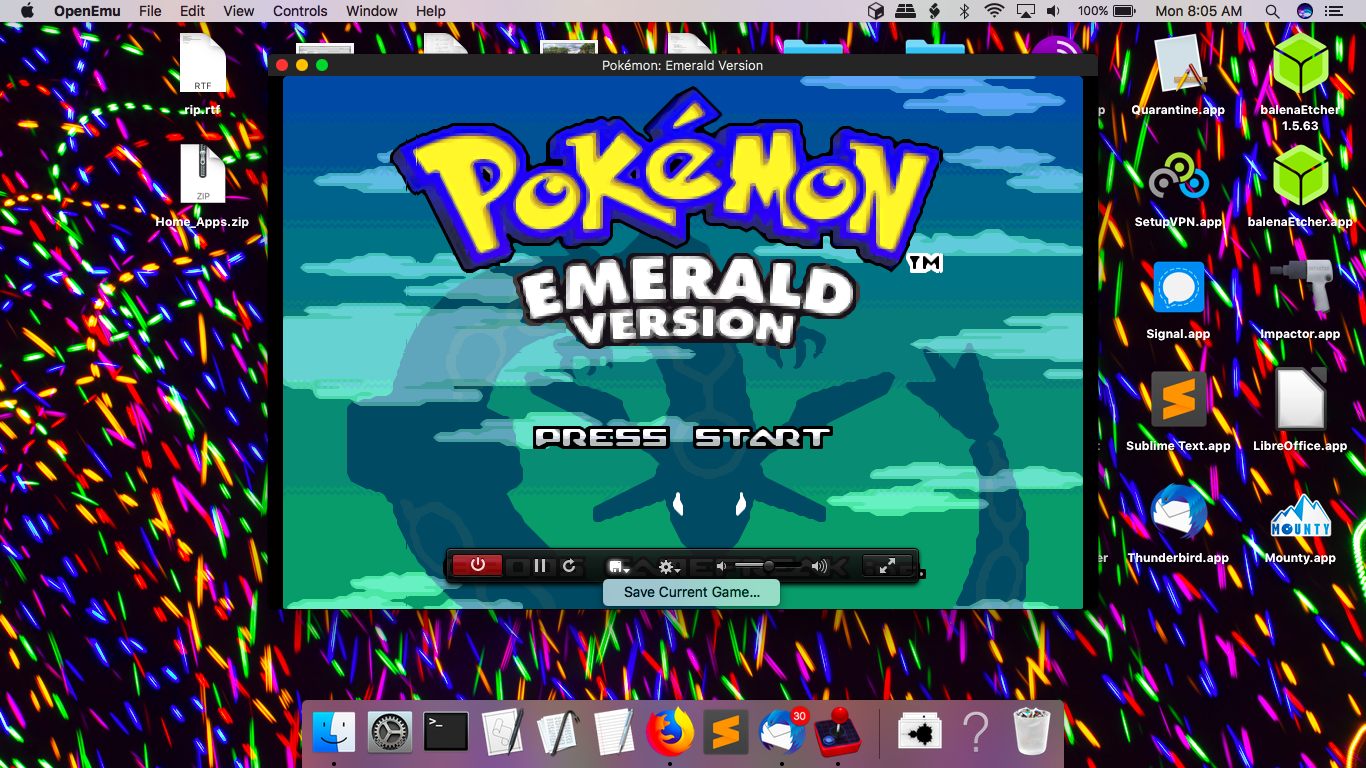 OpenEmu File Edit View Controls Window Help 100% Mon 8:05 AM
Pokémon: Emerald Version
RTF
rip.rtf
ZIP
Home_Apps.zip
POKéMON
TM
EMERALD
VERSION
PRESS START
Save Current Game...
Quarantine.app
balenaEtcher
1.5.63
SetupVPN.app
balenaEtcher.app
Signal.app
Impactor.app
Sublime Text.app
LibreOffice.app
MOUNTY
Thunderbird.app
Mounty.app
>_
30
?